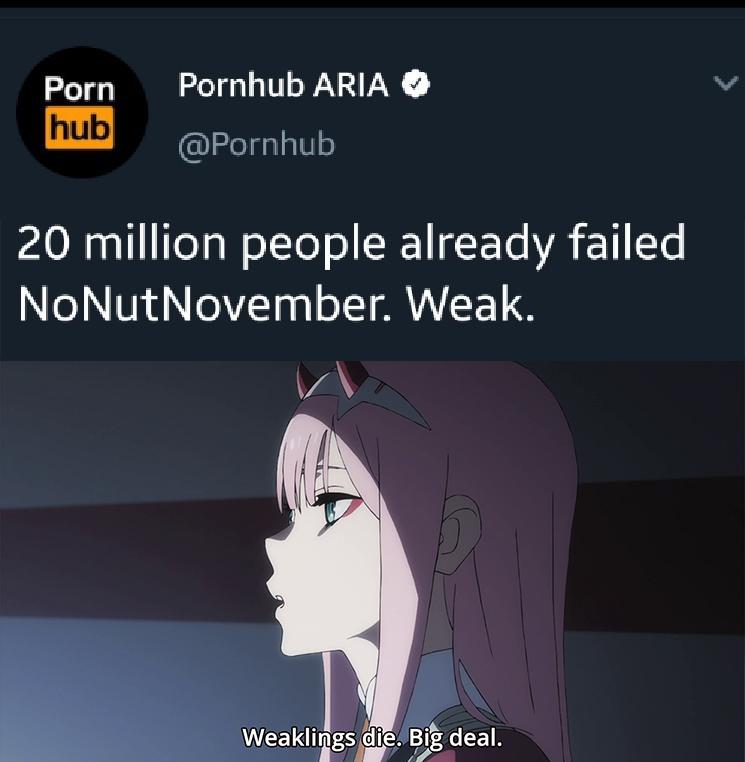 Porn
hub
Pornhub ARIA
@Pornhub
20 million people already failed
NoNutNovember. Weak.
Weaklings die. Big deal.